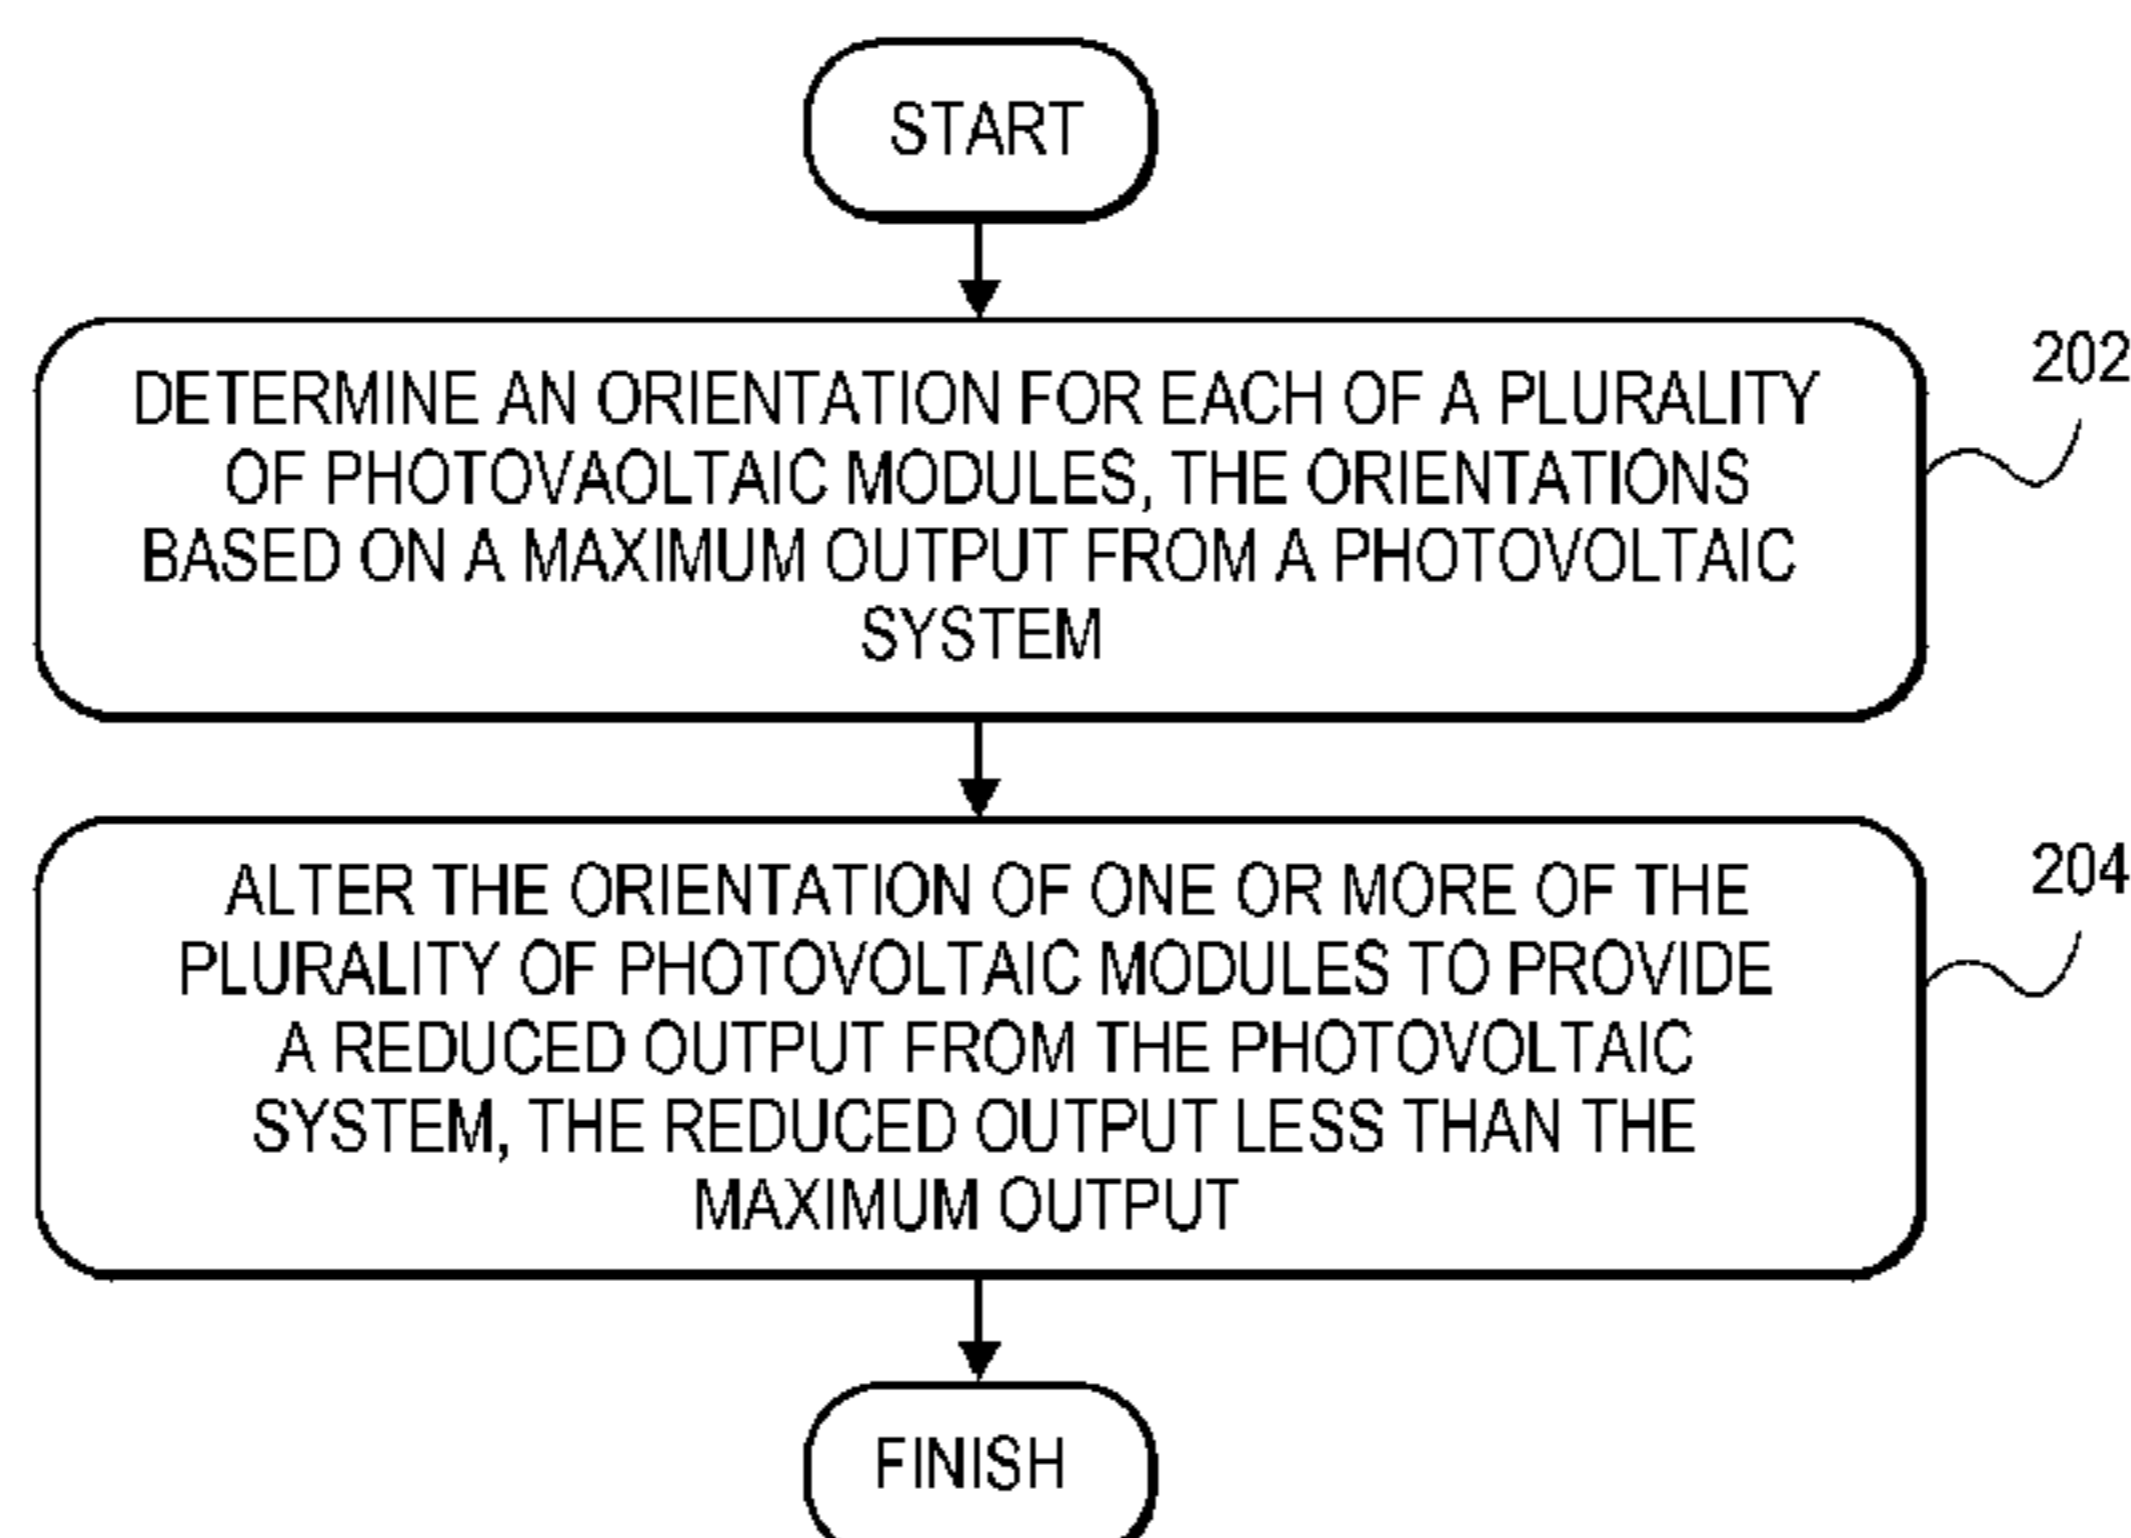 START
DETERMINE AN ORIENTATION FOR EACH OF A PLURALITY
OF PHOTOVAOLTAIC MODULES, THE ORIENTATIONS
BASED ON A MAXIMUM OUTPUT FROM A PHOTOVOLTAIC
SYSTEM
202
ALTER THE ORIENTATION OF ONE OR MORE OF THE
PLURALITY OF PHOTOVOLTAIC MODULES TO PROVIDE
A REDUCED OUTPUT FROM THE PHOTOVOLTAIC
SYSTEM, THE REDUCED OUTPUT LESS THAN THE
MAXIMUM OUTPUT
204
FINISH